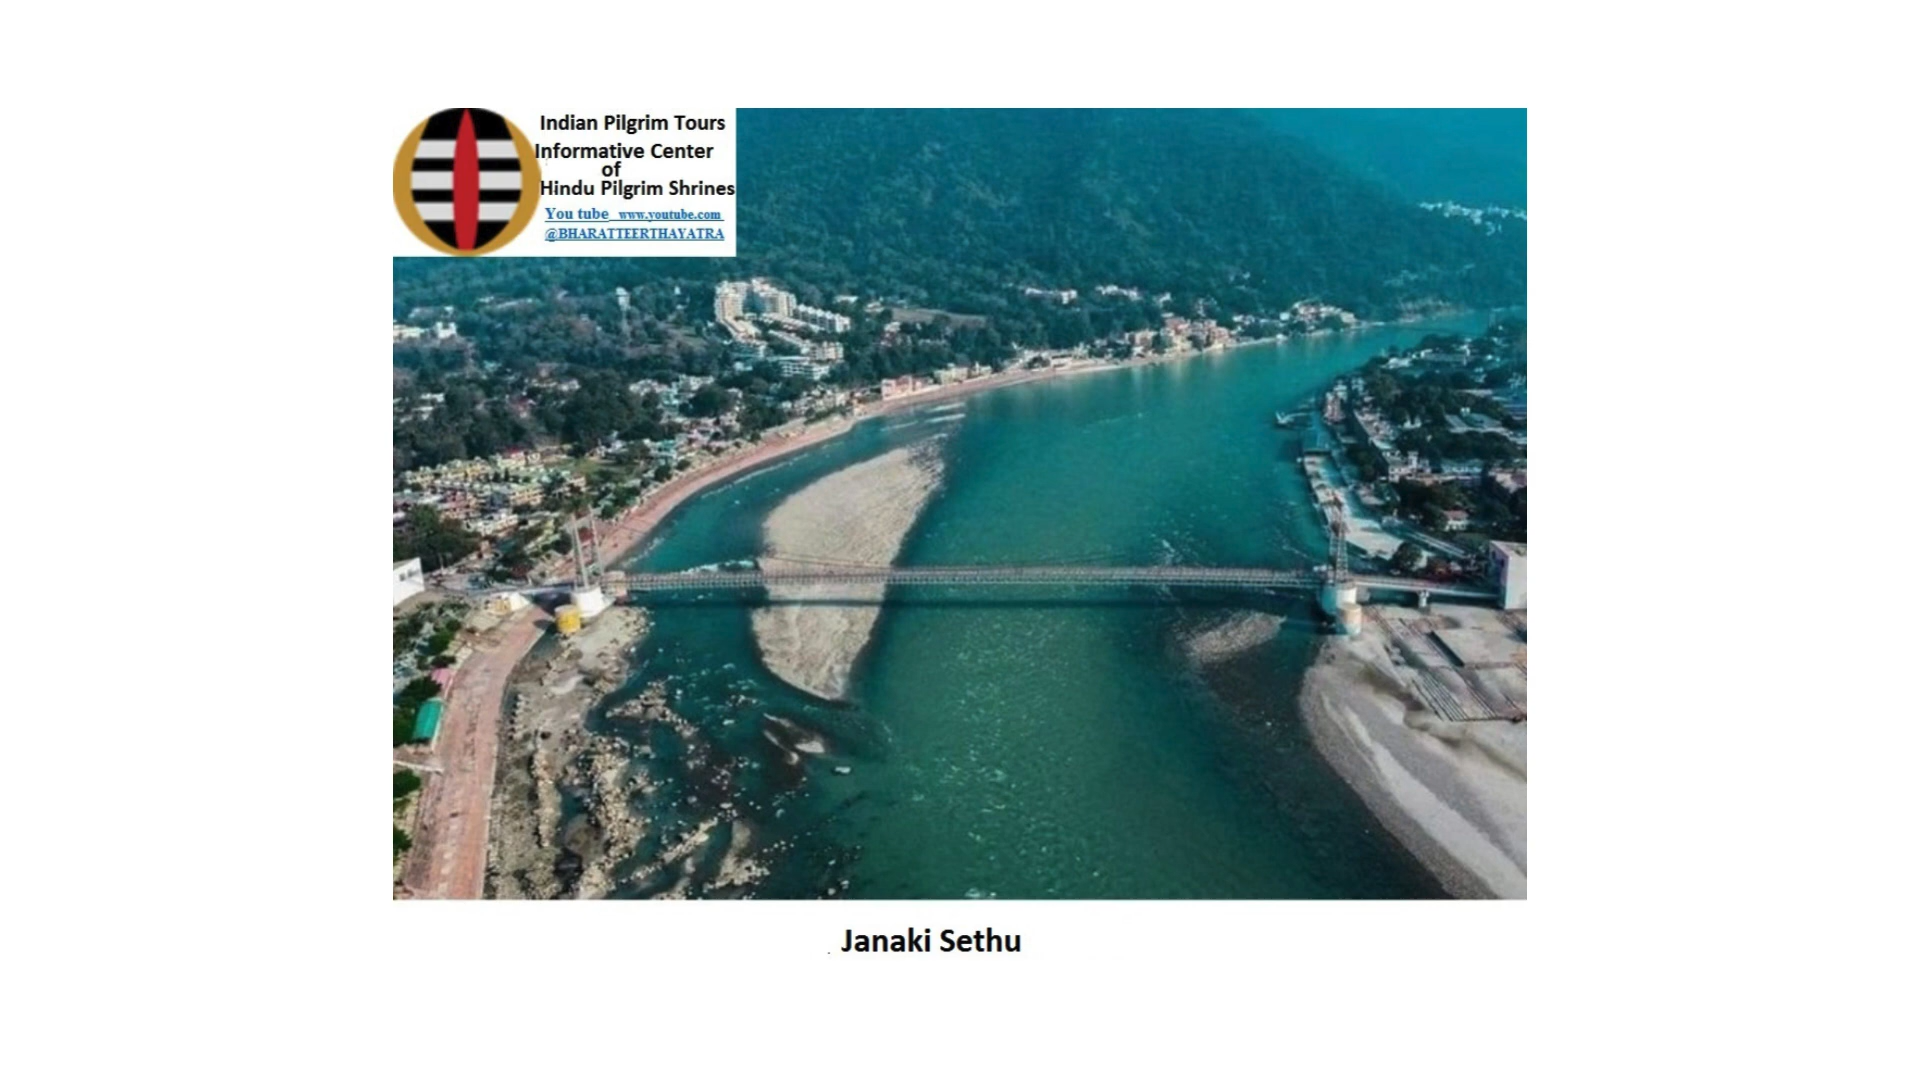 Indian Pilgrim Tours
Informative Center
of
Hindu Pilgrim Shrines
You tube www.youtube.com
@BHARATTEERTHAYATRA
Janaki Sethu